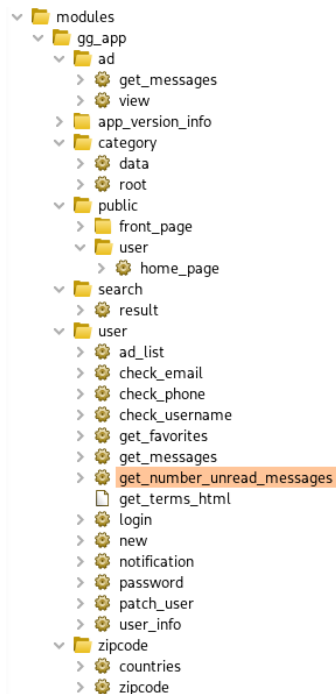 modules
gg_app
ad
get_messages
view
app_version_info
category
data
root
public
front_page
user
home_page
search
result
user
ad_list
check_email
check_phone
check_username
get_favorites
get_messages
get_number_unread_messages
get_terms_html
login
new
notification
password
patch_user
user_info
zipcode
countries
zipcode